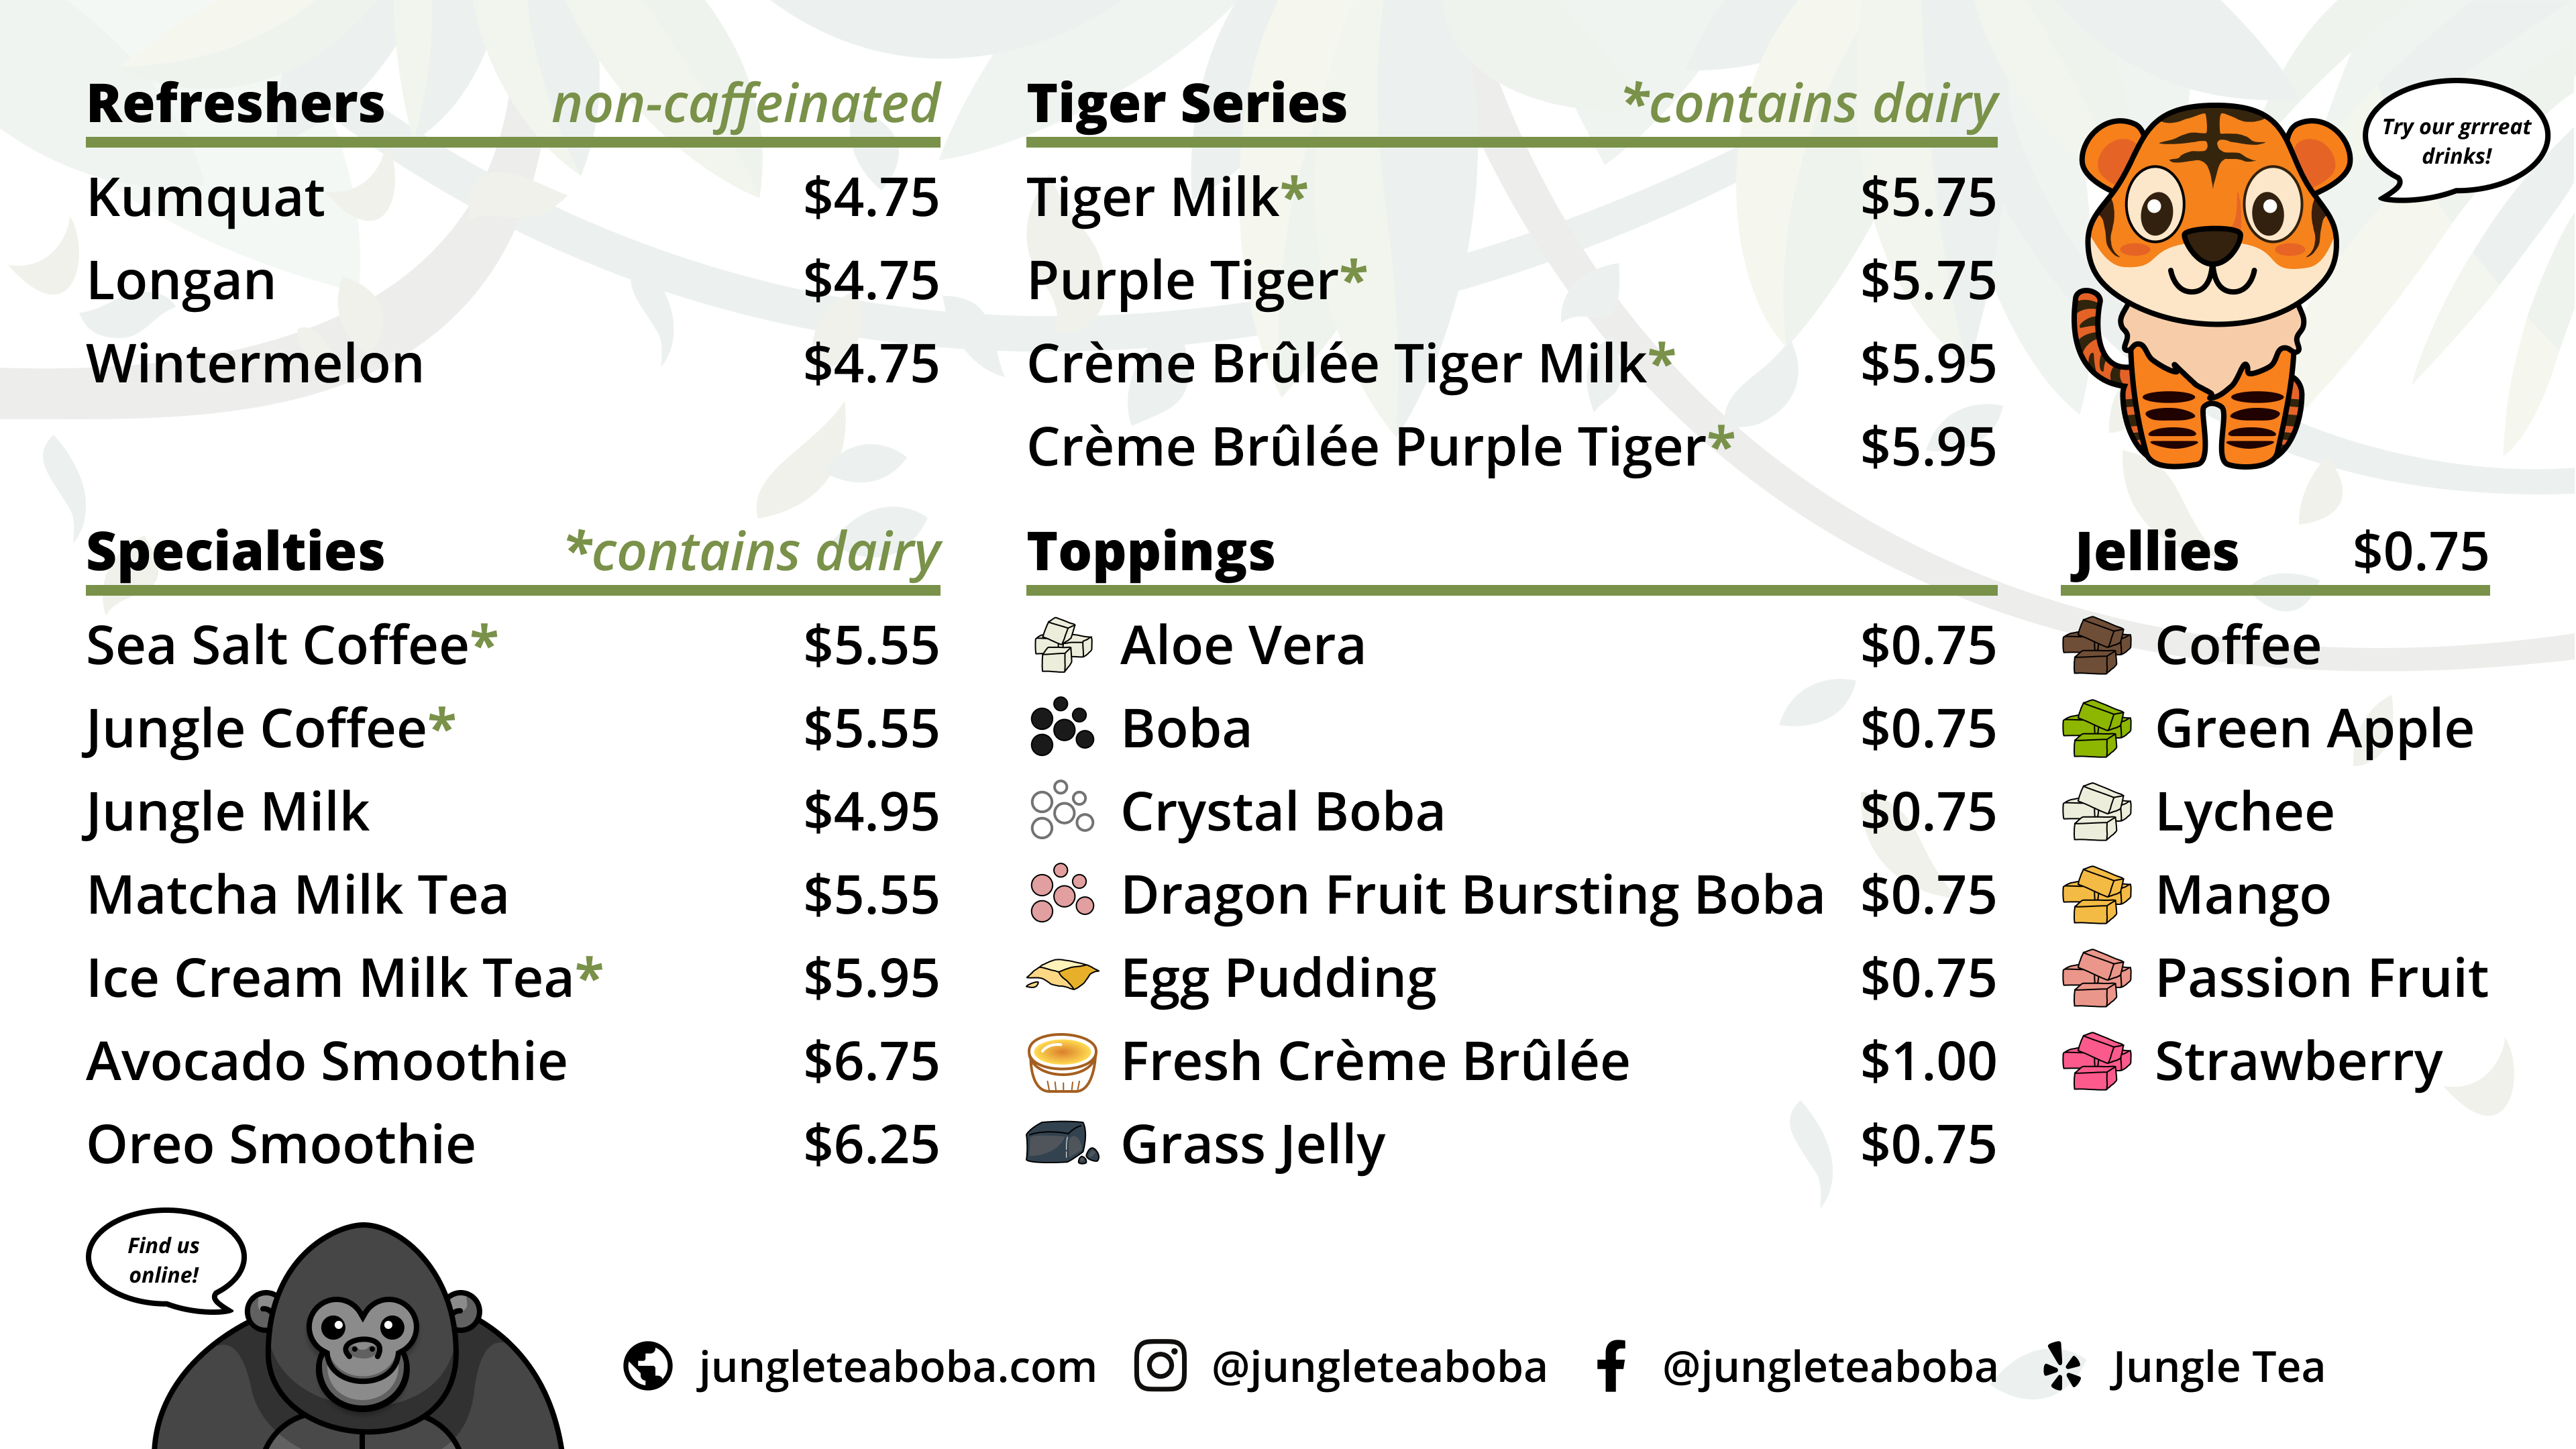 Refreshers non-caffeinated
Kumquat $4.75
Longan $4.75
Wintermelon $4.75
Tiger Series *contains dairy
Tiger Milk* $5.75
Purple Tiger* $5.75
Crème Brûlée Tiger Milk* $5.95
Crème Brûlée Purple Tiger* $5.95
Try our grrreat
drinks!
Specialties *contains dairy
Sea Salt Coffee* $5.55
Jungle Coffee* $5.55
Jungle Milk $4.95
Matcha Milk Tea $5.55
Ice Cream Milk Tea* $5.95
Avocado Smoothie $6.75
Oreo Smoothie $6.25
Toppings
Aloe Vera $0.75
Boba $0.75
Crystal Boba $0.75
Dragon Fruit Bursting Boba $0.75
Egg Pudding $0.75
Fresh Crème Brûlée $1.00
Grass Jelly $0.75
Jellies $0.75
Coffee
Green Apple
Lychee
Mango
Passion Fruit
Strawberry
Find us
online!
jungleteaboba.com @jungleteaboba @jungleteaboba Jungle Tea